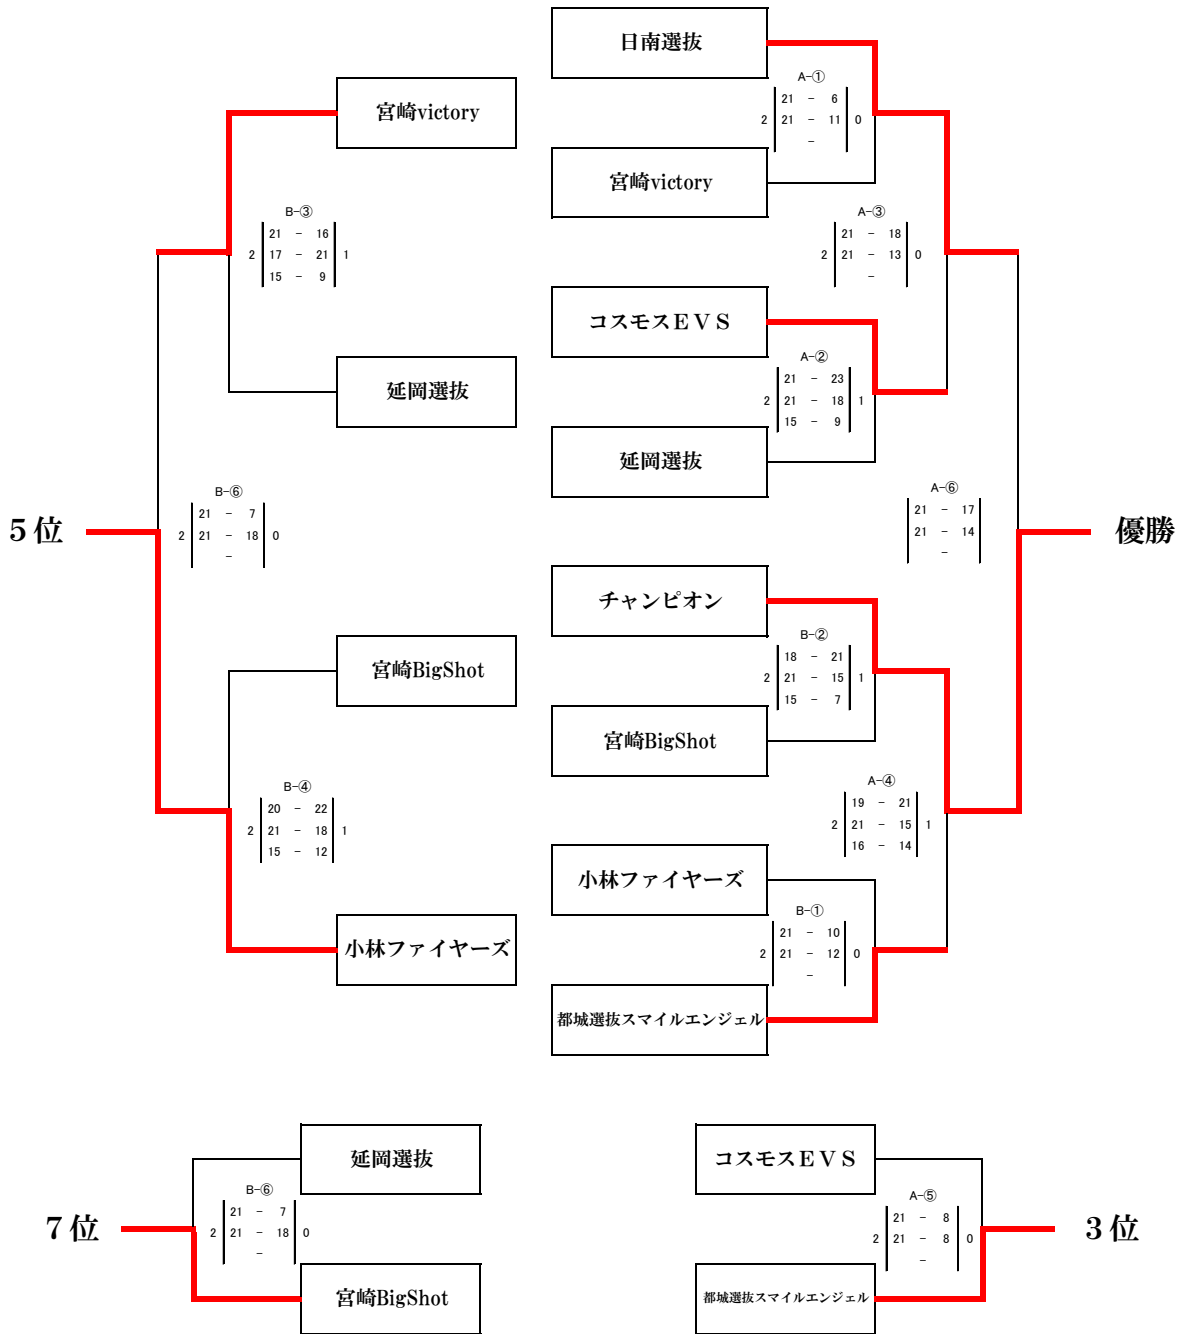 日南選抜
A-①
21 - 6
2 21 - 11 0
-
宮崎victory
宮崎victory
B-③
21 - 16
2 17 - 21 1
15 - 9
A-③
21 - 18
2 21 - 13 0
-
コスモスＥＶＳ
A-②
21 - 23
2 21 - 18 1
15 - 9
延岡選抜
延岡選抜
B-⑥
21 - 7
2 21 - 18 0
-
A-⑥
21 - 17
21 - 14
-
５位
優勝
チャンピオン
B-②
18 - 21
2 21 - 15 1
15 - 7
宮崎BigShot
宮崎BigShot
B-④
20 - 22
2 21 - 18 1
15 - 12
A-④
19 - 21
2 21 - 15 1
16 - 14
小林ファイヤーズ
B-①
21 - 10
2 21 - 12 0
-
小林ファイヤーズ
都城選抜スマイルエンジェル
延岡選抜
B-⑥
21 - 7
2 21 - 18 0
-
７位
宮崎BigShot
コスモスＥＶＳ
A-⑤
21 - 8
2 21 - 8 0
-
３位
都城選抜スマイルエンジェル